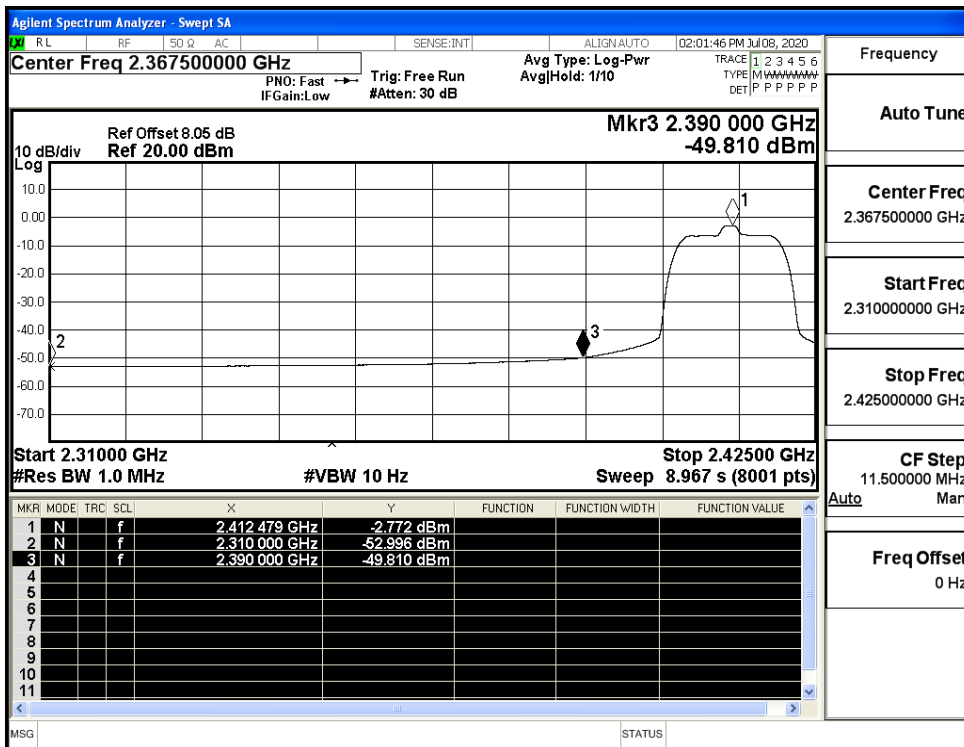 Agilent Spectrum Analyzer - Swept SA
LXI RL RF 50 Ω AC SENSE:INT ALIGN AUTO 02:01:46 PM Jul 08, 2020
Center Freq 2.367500000 GHz
PNO: Fast
IFGain:Low
Trig: Free Run
#Atten: 30 dB
Avg Type: Log-Pwr
Avg|Hold: 1/10
TRACE 1 2 3 4 5 6
TYPE M WWWWW
DET P P P P P P
Ref Offset 8.05 dB
Ref 20.00 dBm
10 dB/div
Log
Mkr3 2.390 000 GHz
-49.810 dBm
10.0
0.00
-10.0
-20.0
-30.0
-40.0
-50.0
-60.0
-70.0
1
2
3
Start 2.31000 GHz Stop 2.42500 GHz
#Res BW 1.0 MHz #VBW 10 Hz Sweep 8.967 s (8001 pts)
MKR MODE TRC SCL X Y FUNCTION FUNCTION WIDTH FUNCTION VALUE
1 N f 2.412 479 GHz -2.772 dBm
2 N f 2.310 000 GHz -52.996 dBm
3 N f 2.390 000 GHz -49.810 dBm
4
5
6
7
8
9
10
11
MSG STATUS
Frequency
Auto Tune
Center Freq
2.367500000 GHz
Start Freq
2.310000000 GHz
Stop Freq
2.425000000 GHz
CF Step
11.500000 MHz
Auto Man
Freq Offset
0 Hz